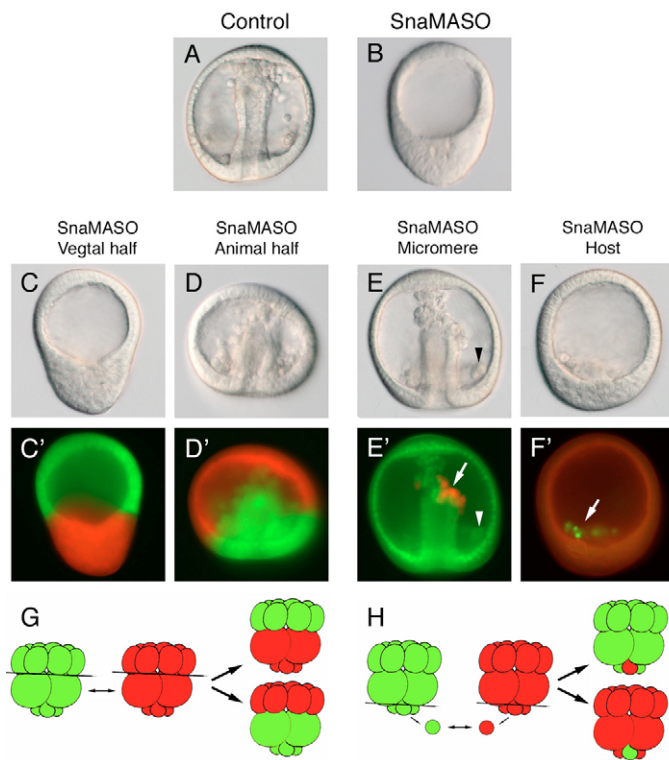 Control
SnaMASO
A
B
SnaMASO
Vegtal half
SnaMASO
Animal half
SnaMASO
Micromere
SnaMASO
Host
C
D
E
F
C'
D'
E'
F'
G
H